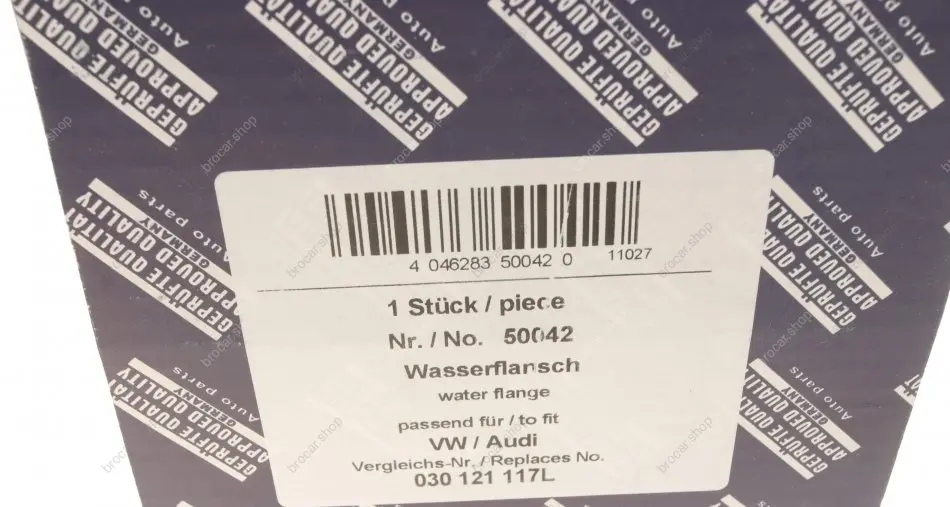 GEPRÜFTE QUALITÄT
APPROVED QUALITY
GERMANY
Auto parts
4 046283 50042 0
11027
1 Stück / piece
Nr. / No. 50042
Wasserflansch
water flange
passend für / to fit
VW / Audi
Vergleichs-Nr. / Replaces No.
030 121 117L
brocar.shop